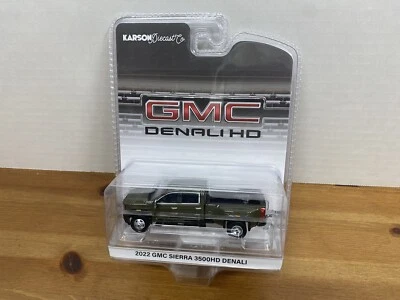 KARSON Diecast Co
GMC
DENALI HD
2022 GMC SIERRA 3500HD DENALI